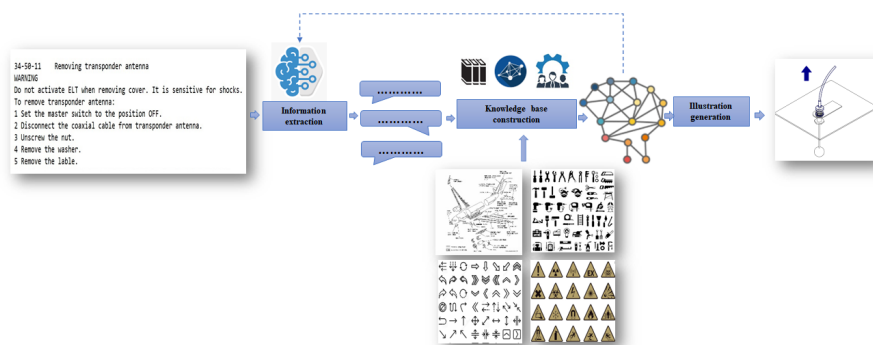 34-50-11 Removing transponder antenna
WARNING
Do not activate ELT when removing cover. It is sensitive for shocks.
To remove transponder antenna:
1 Set the master switch to the position OFF.
2 Disconnect the coaxial cable from transponder antenna.
3 Unscrew the nut.
4 Remove the washer.
5 Remove the lable.
Information
extraction
…………
…………
…………
Knowledge base
construction
Illustration
generation
EX